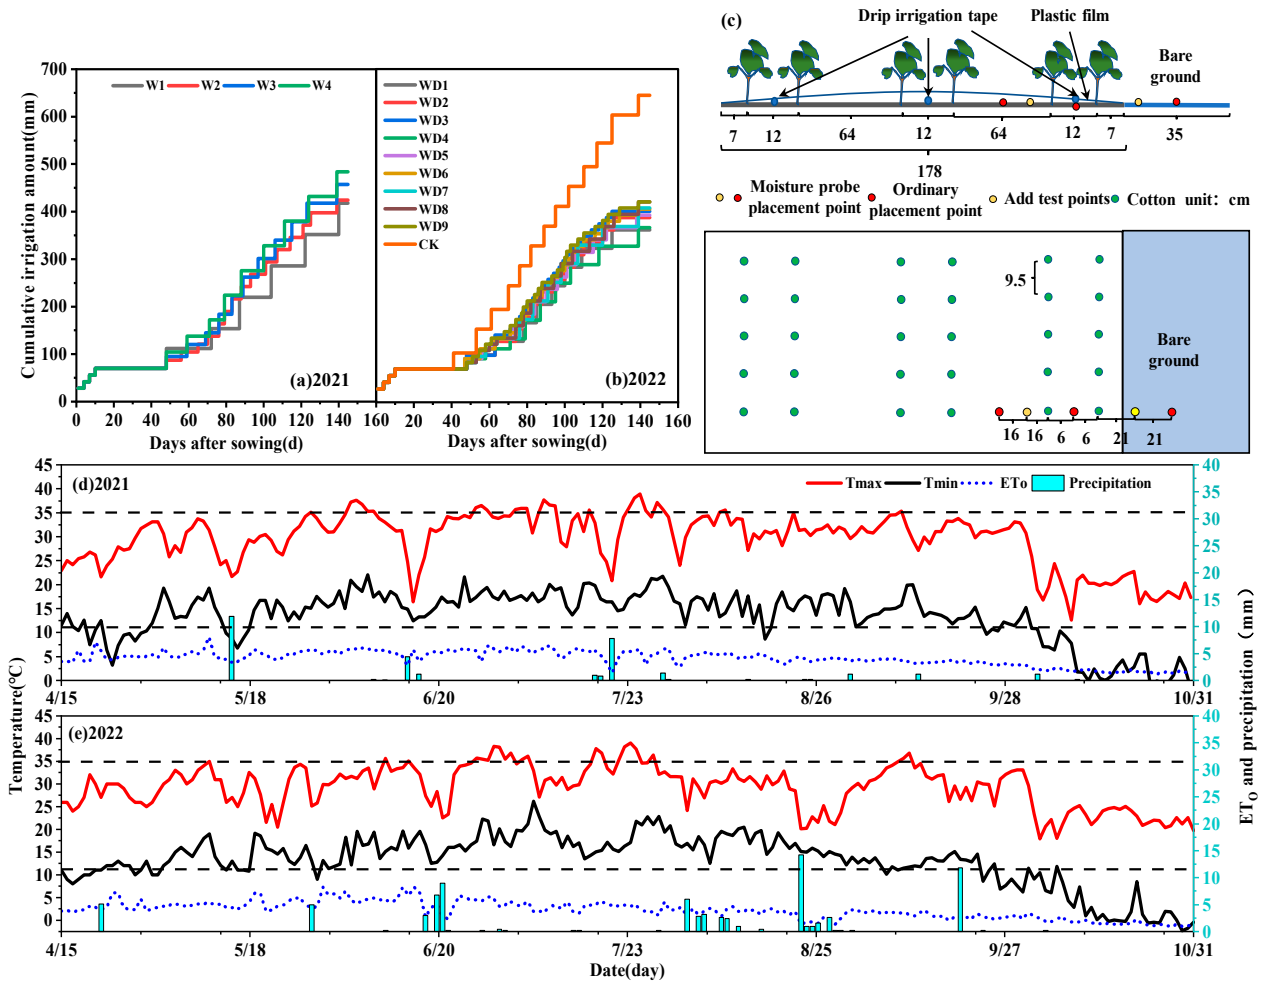 700
600
500
400
300
200
100
0
Cumulative irrigation amount(mm)
W1 W2 W3 W4
(a)2021
0 20 40 60 80 100 120 140
Days after sowing(d)
WD1
WD2
WD3
WD4
WD5
WD6
WD7
WD8
WD9
CK
(b)2022
160 20 40 60 80 100 120 140 160
Days after sowing(d)
(c)
Drip irrigation tape
Plastic film
Bare
ground
7 12 64 12 64 12 7 35
178
Moisture probe
placement point
Ordinary
placement point
Add test points
Cotton unit: cm
9.5
Bare
ground
16 16 6 6 21 21
(d)2021
Tmax Tmin ETo Precipitation
45
40
35
30
25
20
15
10
5
0
40
35
30
25
20
15
10
5
0
4/15 5/18 6/20 7/23 8/26 9/28 10/31
Temperature(℃)
ETO and precipitation (mm)
(e)2022
45
40
35
30
25
20
15
10
5
0
40
35
30
25
20
15
10
5
0
4/15 5/18 6/20 7/23 8/25 9/27 10/31
Date(day)